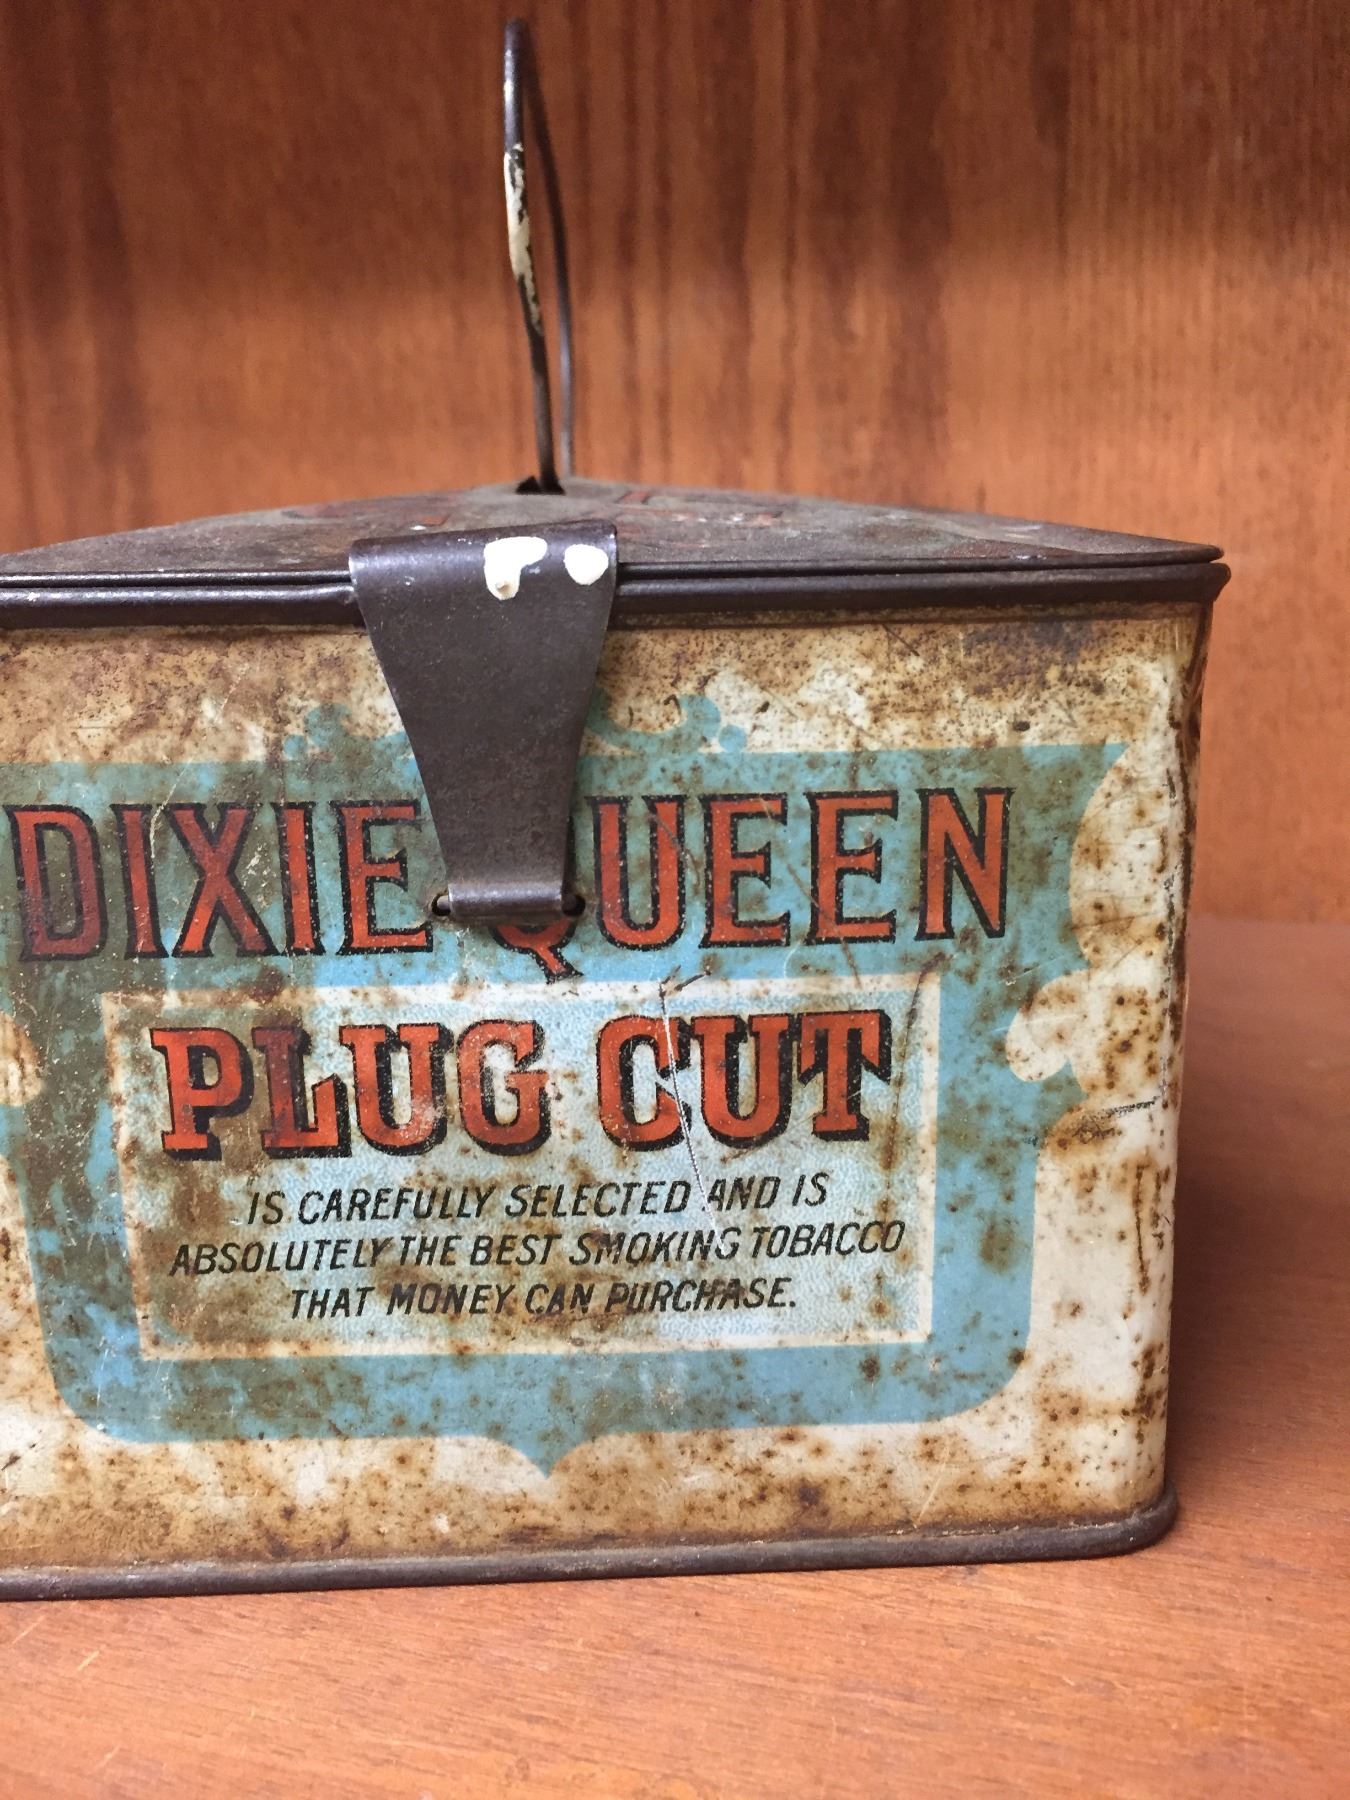 DIXIE QUEEN
PLUG CUT
IS CAREFULLY SELECTED AND IS
ABSOLUTELY THE BEST SMOKING TOBACCO
THAT MONEY CAN PURCHASE.